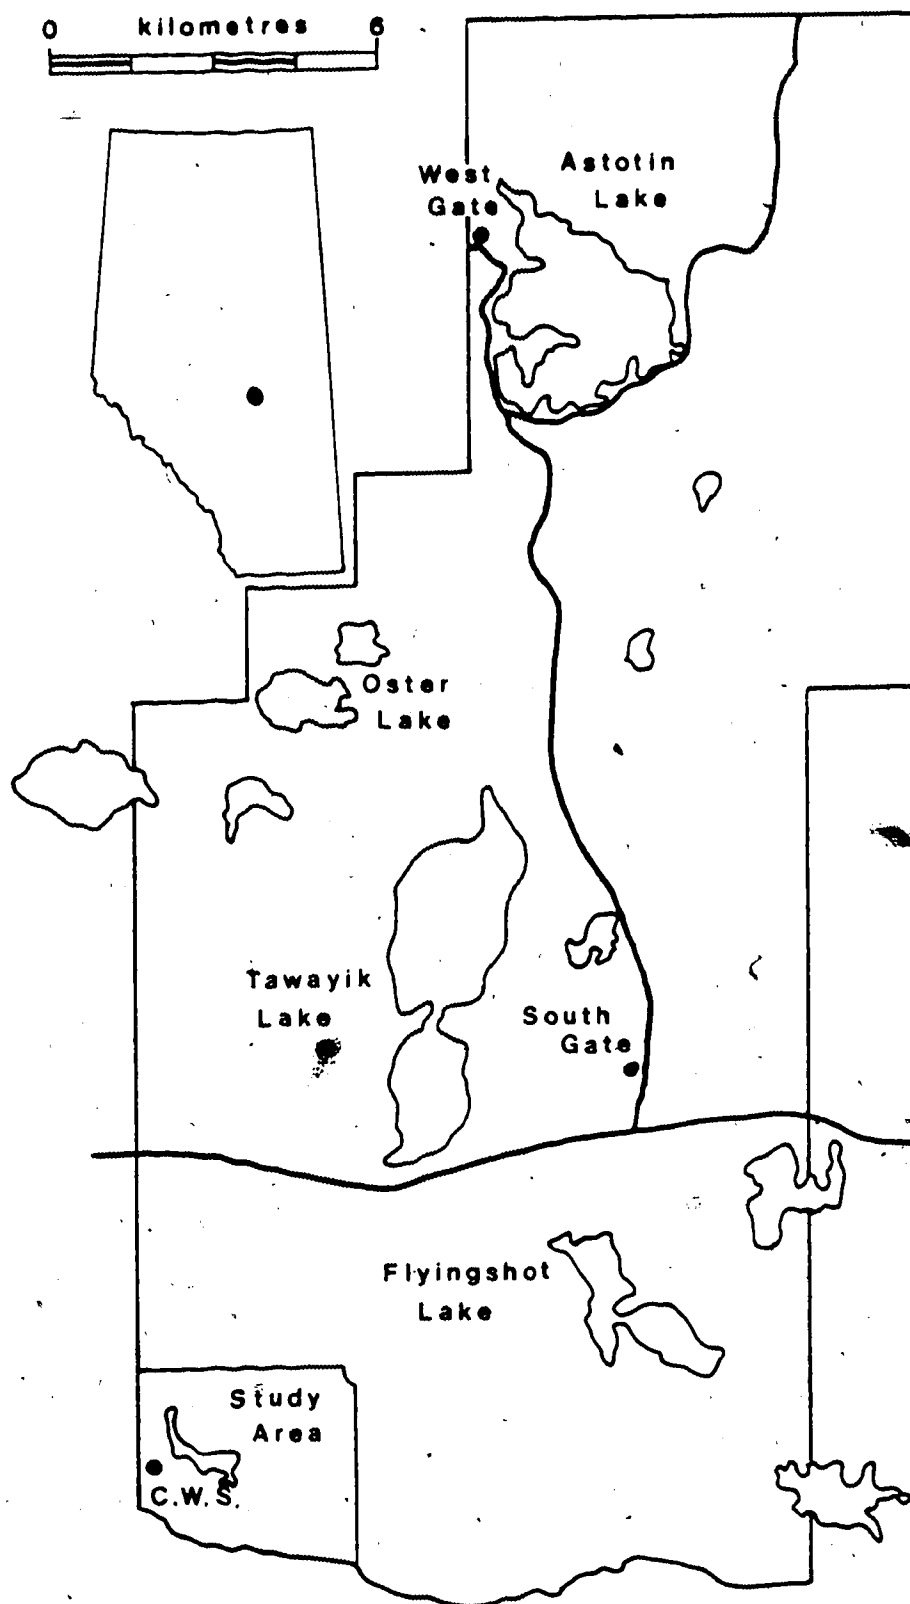 0 kilometres 6
West
Gate
Astotin
Lake
Oster
Lake
Tawayik
Lake
South
Gate
Flyingshot
Lake
Study
Area
C.W.S.